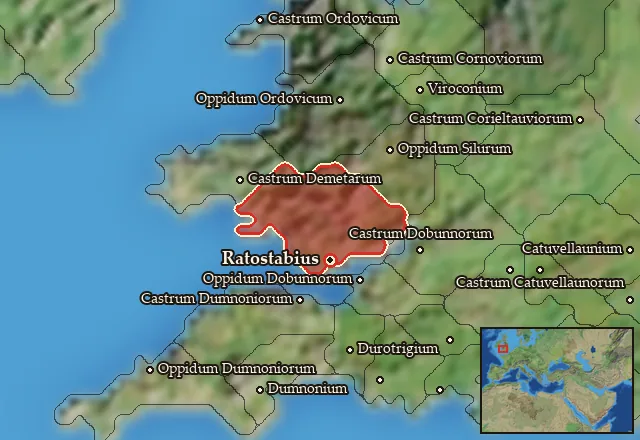 Castrum Ordovicum
Castrum Cornoviorum
Viroconium
Oppidum Ordovicum
Castrum Corieltauviorum
Oppidum Silurum
Castrum Demetarum
Castrum Dobunnorum
Catuvellaunium
Ratostabius
Oppidum Dobunnorum
Castrum Catuvellaunorum
Castrum Dumnoniorum
Durotrigium
Oppidum Dumnoniorum
Dumnonium